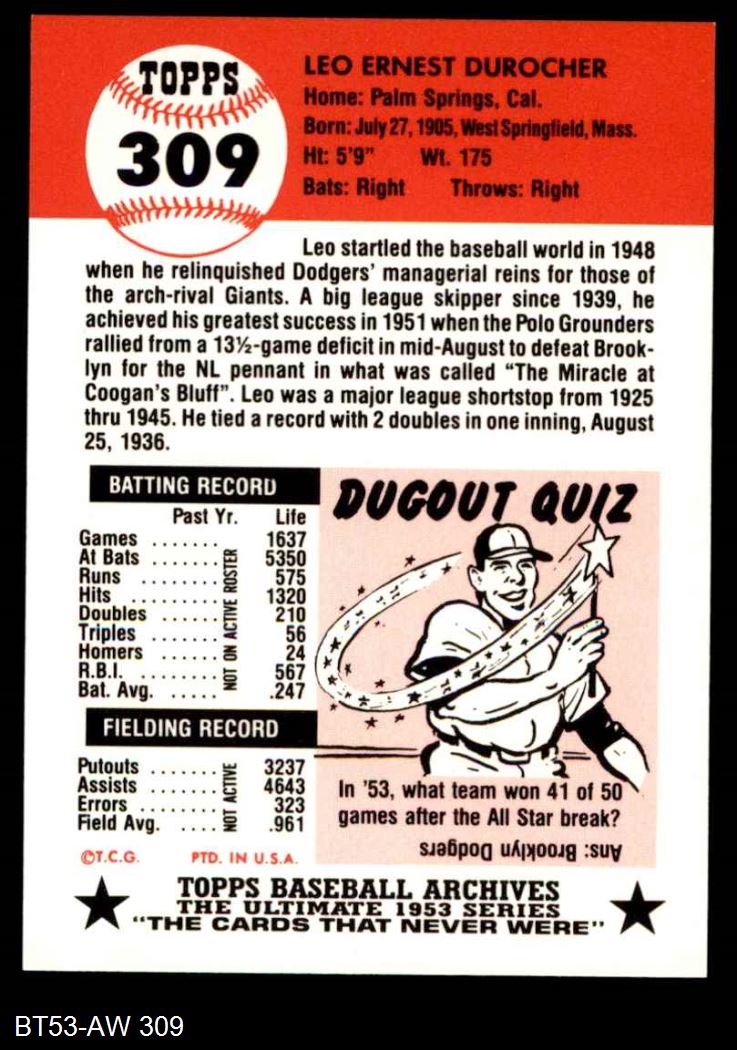 TOPPS
309
LEO ERNEST DUROCHER
Home: Palm Springs, Cal.
Born: July 27, 1905, West Springfield, Mass.
Ht: 5'9" Wt. 175
Bats: Right Throws: Right
Leo startled the baseball world in 1948
when he relinquished Dodgers' managerial reins for those of
the arch-rival Giants. A big league skipper since 1939, he
achieved his greatest success in 1951 when the Polo Grounders
rallied from a 13½-game deficit in mid-August to defeat Brook-
lyn for the NL pennant in what was called "The Miracle at
Coogan's Bluff". Leo was a major league shortstop from 1925
thru 1945. He tied a record with 2 doubles in one inning, August
25, 1936.
BATTING RECORD
Past Yr. Life
Games ....... 1637
At Bats ...... 5350
Runs ...... 575
Hits ....... 1320
Doubles ..... 210
Triples ...... 56
Homers ..... 24
R.B.I. ...... 567
Bat. Avg. ..... .247
NOT ON ACTIVE ROSTER
FIELDING RECORD
Putouts ....... 3237
Assists ....... 4643
Errors ........ 323
Field Avg. .... .961
NOT ACTIVE
DUGOUT QUIZ
In '53, what team won 41 of 50
games after the All Star break?
Ans: Brooklyn Dodgers
©T.C.G. PTD. IN U.S.A.
TOPPS BASEBALL ARCHIVES
THE ULTIMATE 1953 SERIES
"THE CARDS THAT NEVER WERE"
BT53-AW 309